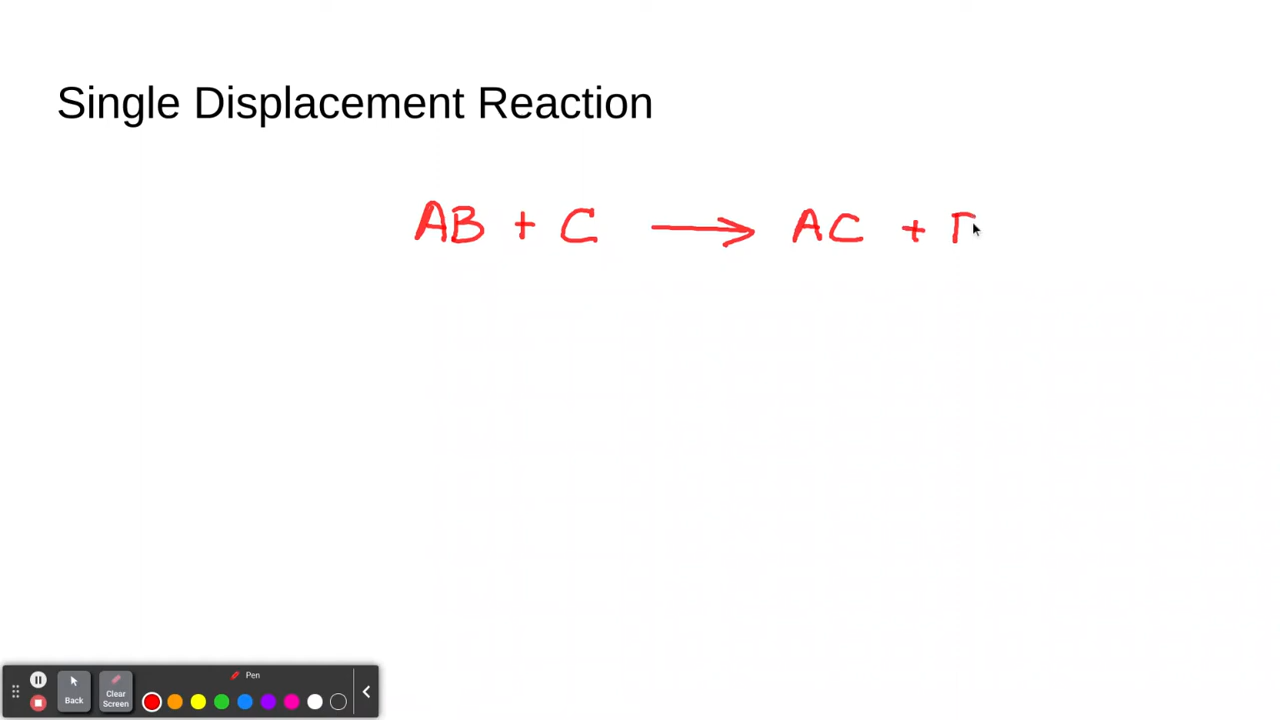 Single Displacement Reaction
AB + C → AC +
Pen
Back
Clear
Screen